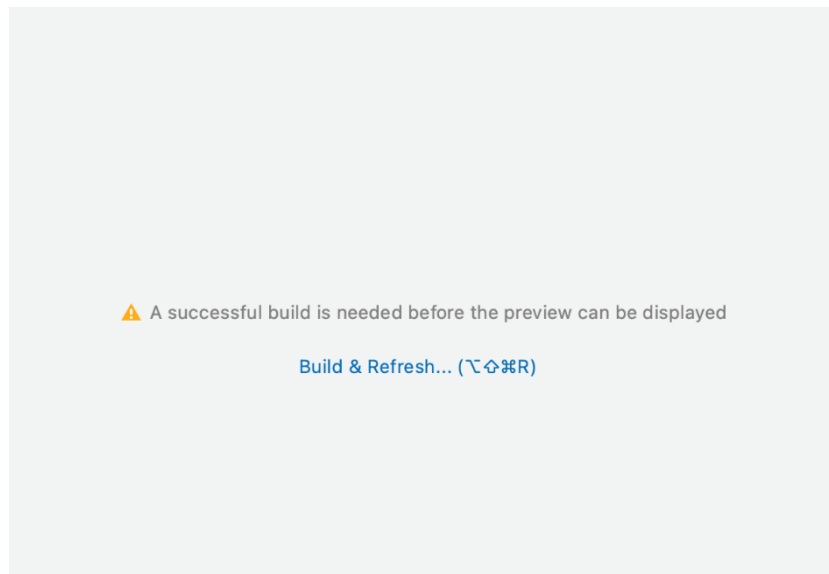 A successful build is needed before the preview can be displayed
Build & Refresh... (⌥⇧⌘R)